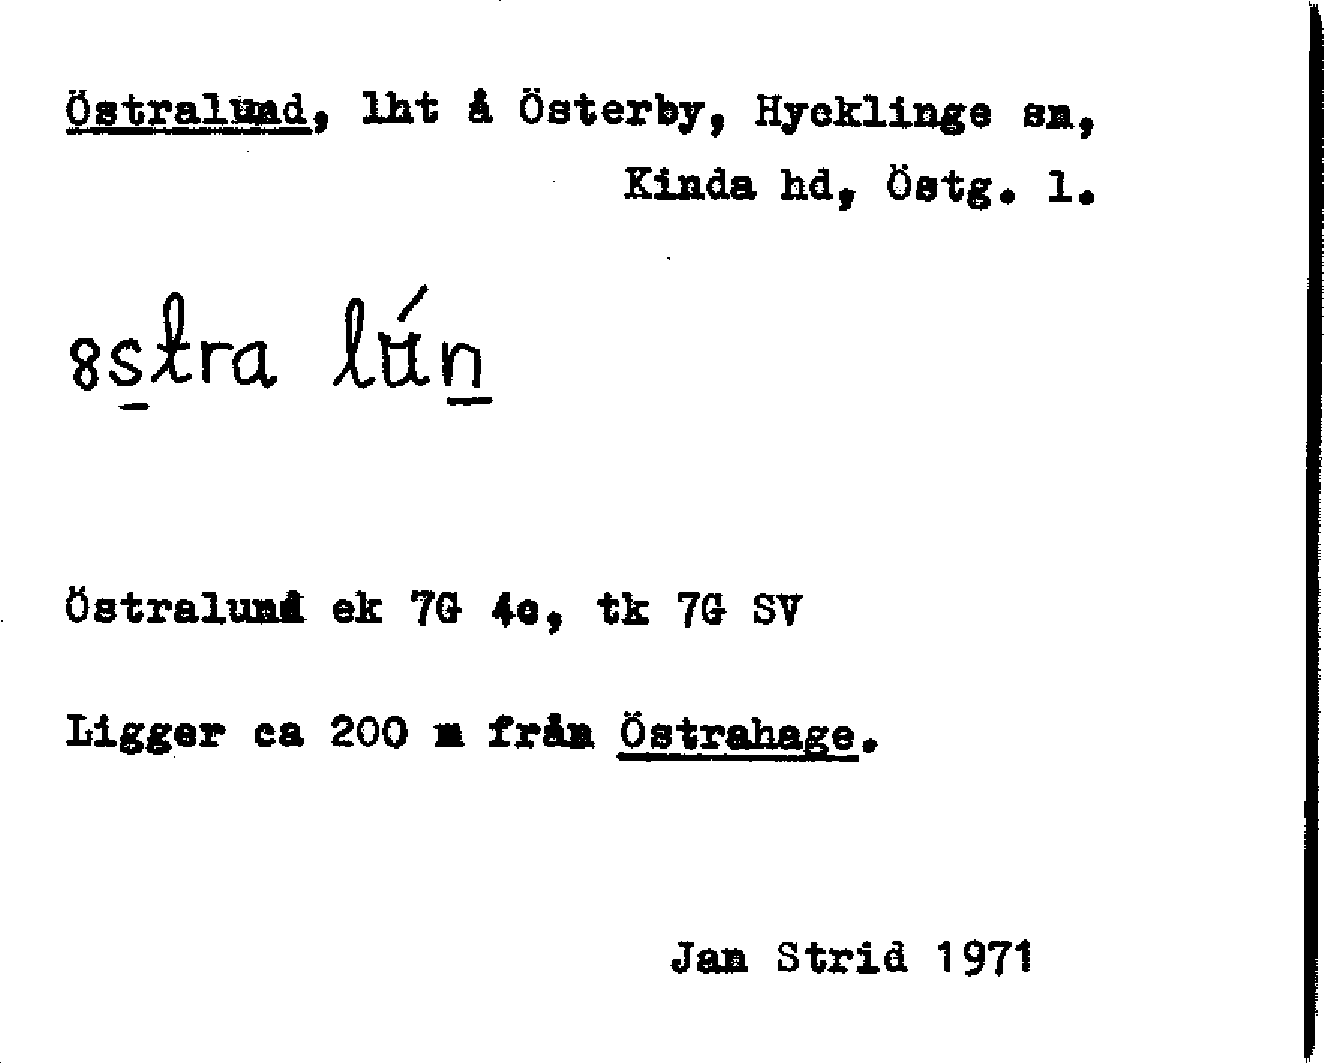 Östralund, lht å Österby, Hycklinge sn,
Kinda hd, Östg. l.
8stra lún
Östralund ek 7G 4e, tk 7G SV
Ligger ca 200 m från Östrahage.
Jan Strid 1971